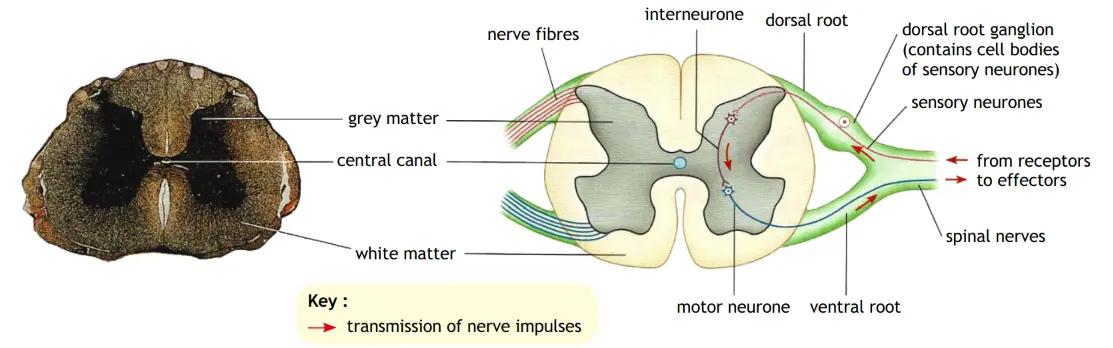 interneurone
dorsal root
nerve fibres
dorsal root ganglion
(contains cell bodies
of sensory neurones)
sensory neurones
grey matter
central canal
from receptors
to effectors
white matter
spinal nerves
motor neurone
ventral root
Key :
transmission of nerve impulses